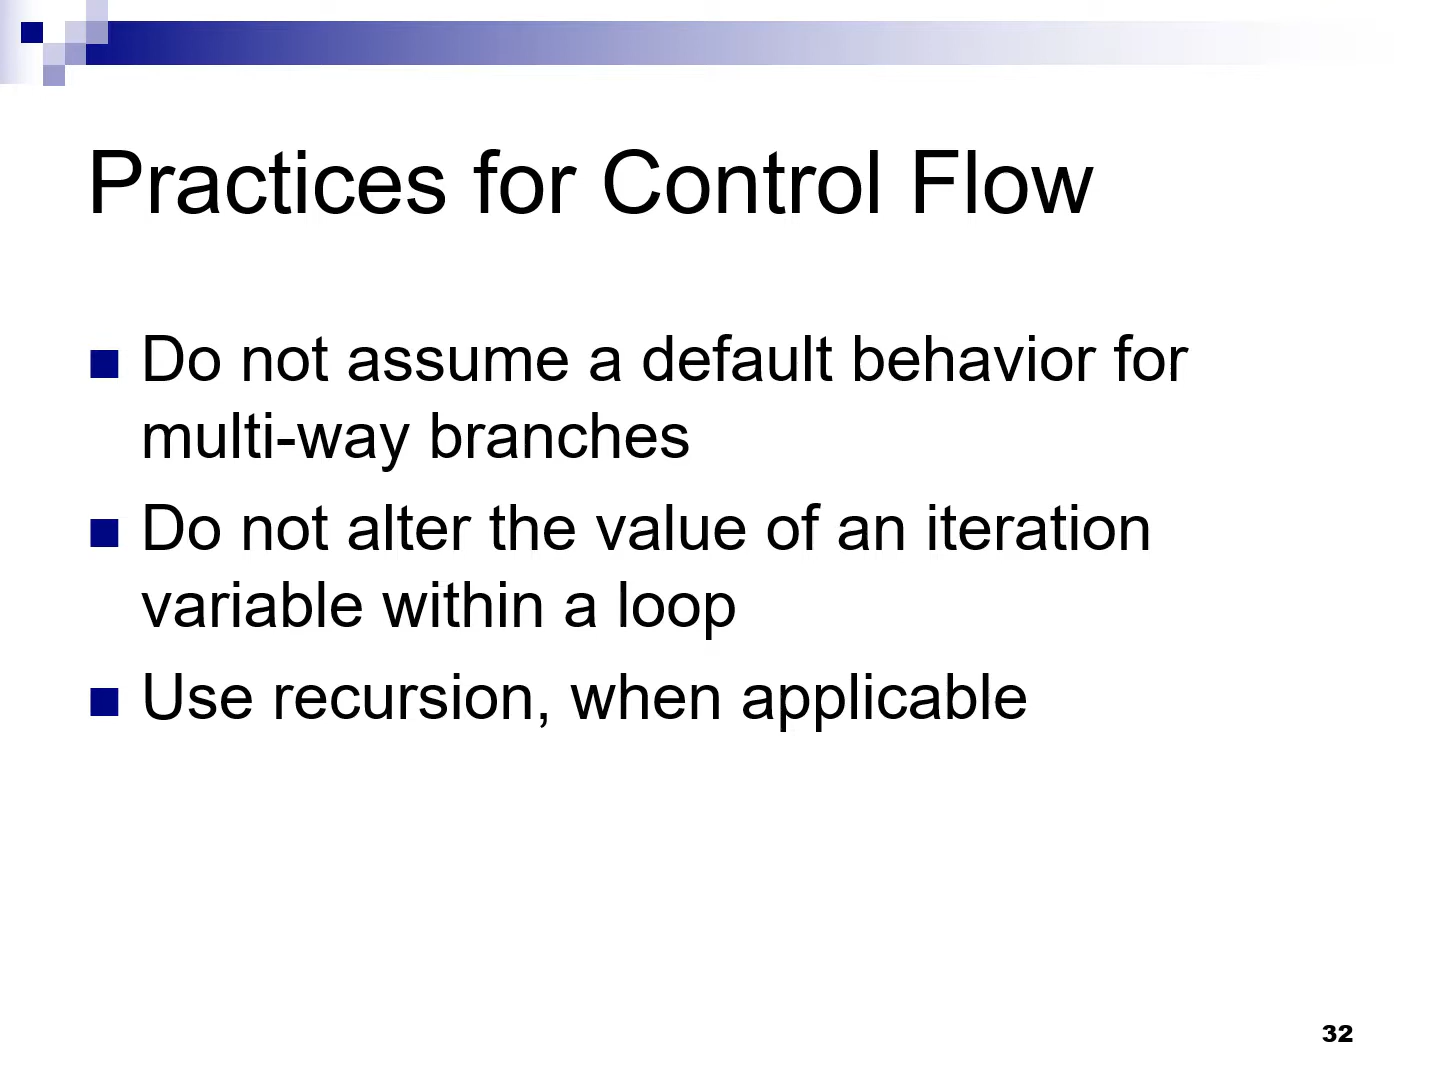 Practices for Control Flow
Do not assume a default behavior for
multi-way branches
Do not alter the value of an iteration
variable within a loop
Use recursion, when applicable
32